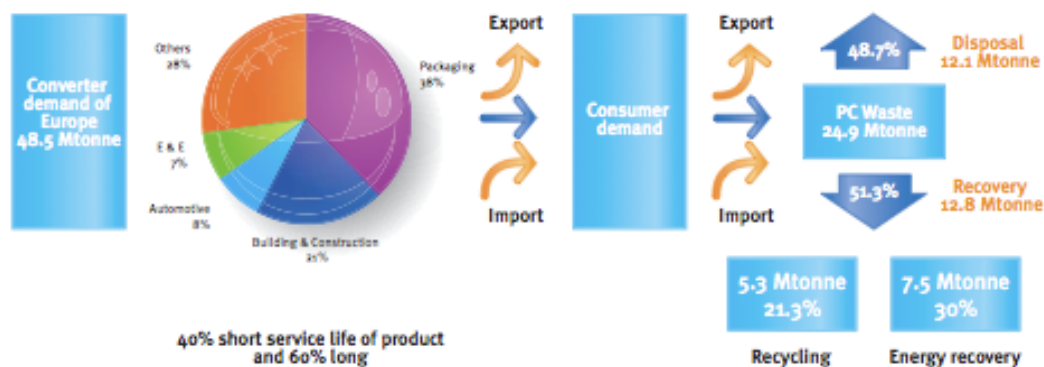 Converter
demand of
Europe
48.5 Mtonne
Others
28%
E & E
7%
Automotive
8%
Building & Construction
21%
Packaging
38%
40% short service life of product
and 60% long
Export
Import
Consumer
demand
Export
Import
48.7%
Disposal
12.1 Mtonne
PC Waste
24.9 Mtonne
51.3%
Recovery
12.8 Mtonne
5.3 Mtonne
21.3%
Recycling
7.5 Mtonne
30%
Energy recovery